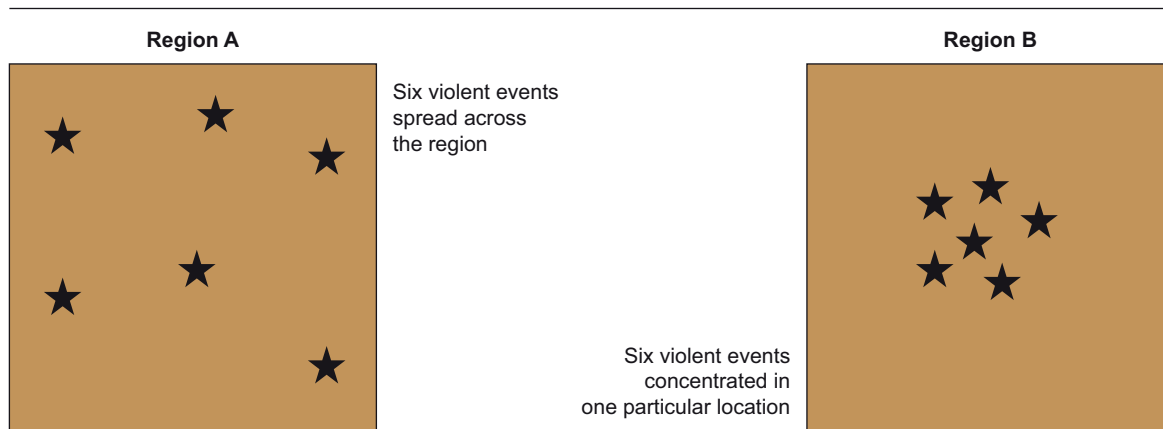 Region A
Region B
Six violent events
spread across
the region
Six violent events
concentrated in
one particular location